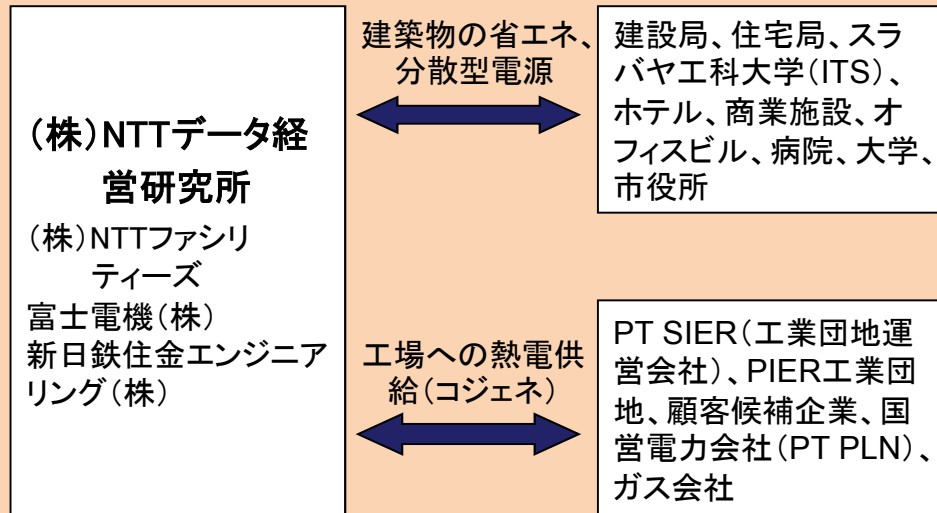 (株)NTTデータ経
営研究所
(株)NTTファシリ
ティーズ
富士電機(株)
新日鉄住金エンジニア
リング(株)
建築物の省エネ、
分散型電源
建設局、住宅局、スラ
バヤ工科大学(ITS)、
ホテル、商業施設、オ
フィスビル、病院、大学、
市役所
工場への熱電供
給(コジェネ)
PT SIER(工業団地運
営会社)、PIER工業団
地、顧客候補企業、国
営電力会社(PT PLN)、
ガス会社